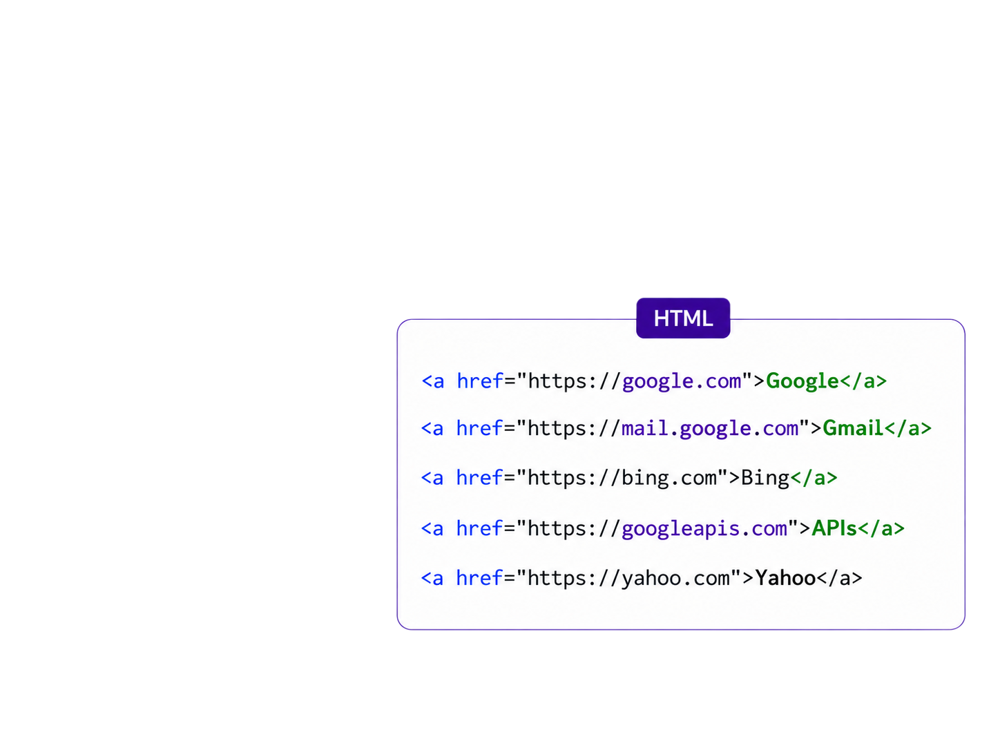 HTML
<a href="https://google.com">Google</a>
<a href="https://mail.google.com">Gmail</a>
<a href="https://bing.com">Bing</a>
<a href="https://googleapis.com">APIs</a>
<a href="https://yahoo.com">Yahoo</a>